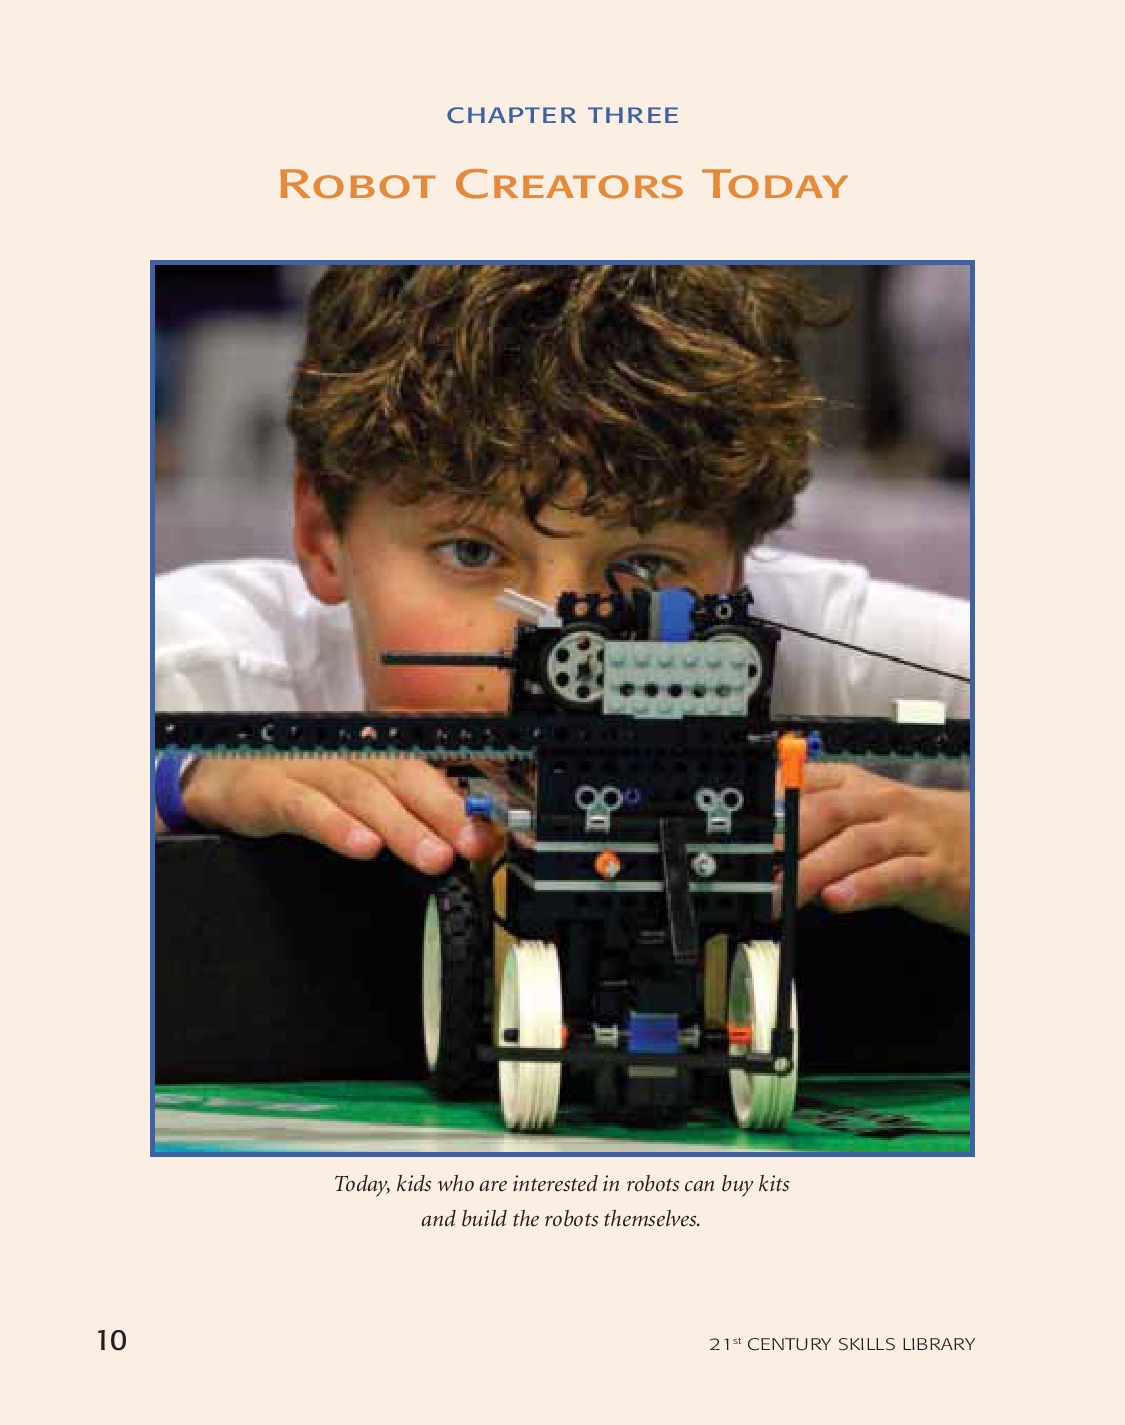 CHAPTER THREE
ROBOT CREATORS TODAY
Today, kids who are interested in robots can buy kits
and build the robots themselves.
10
21st CENTURY SKILLS LIBRARY